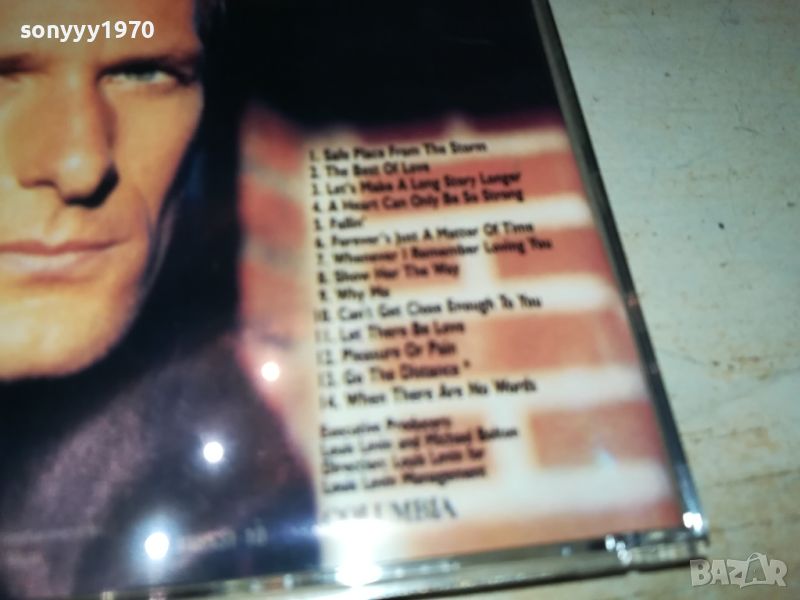 sonyyy1970
1. Safe Place From The Storm
2. The Best Of Love
3. Let's Make A Long Story Longer
4. A Heart Can Only Be So Strong
5. Fallin'
6. Forever's Just A Matter Of Time
7. Whenever I Remember Loving You
8. Show Her The Way
9. Why Me
10. Can't Get Close Enough To You
11. Let There Be Love
12. Pleasure Or Pain
13. Go The Distance *
14. When There Are No Words
Executive Producers:
Louis Levin and Michael Bolton
Direction: Louis Levin for
Louis Levin Management
COLUMBIA
BAZAR